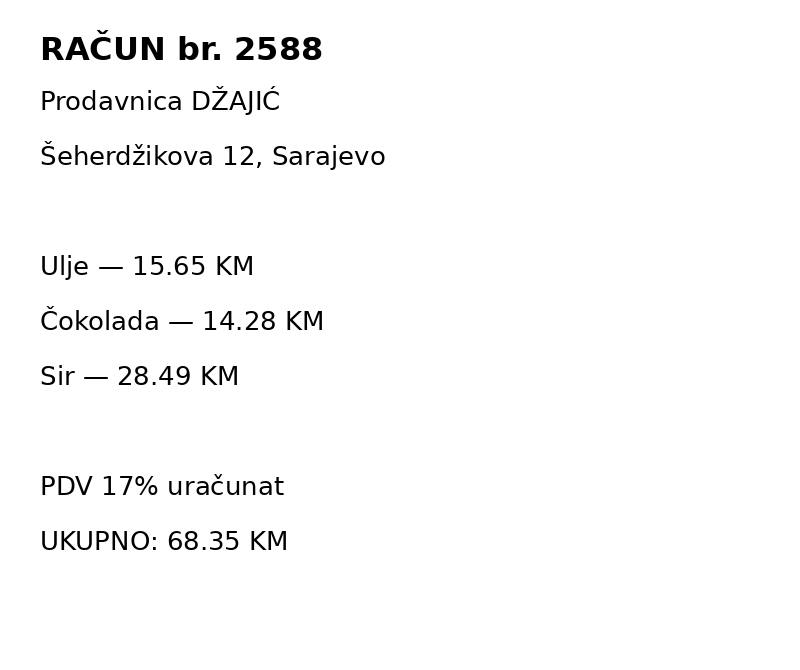 RAČUN br. 2588
Prodavnica DŽAJIĆ
Šeherdžikova 12, Sarajevo
Ulje — 15.65 KM
Čokolada — 14.28 KM
Sir — 28.49 KM
PDV 17% uračunat
UKUPNO: 68.35 KM